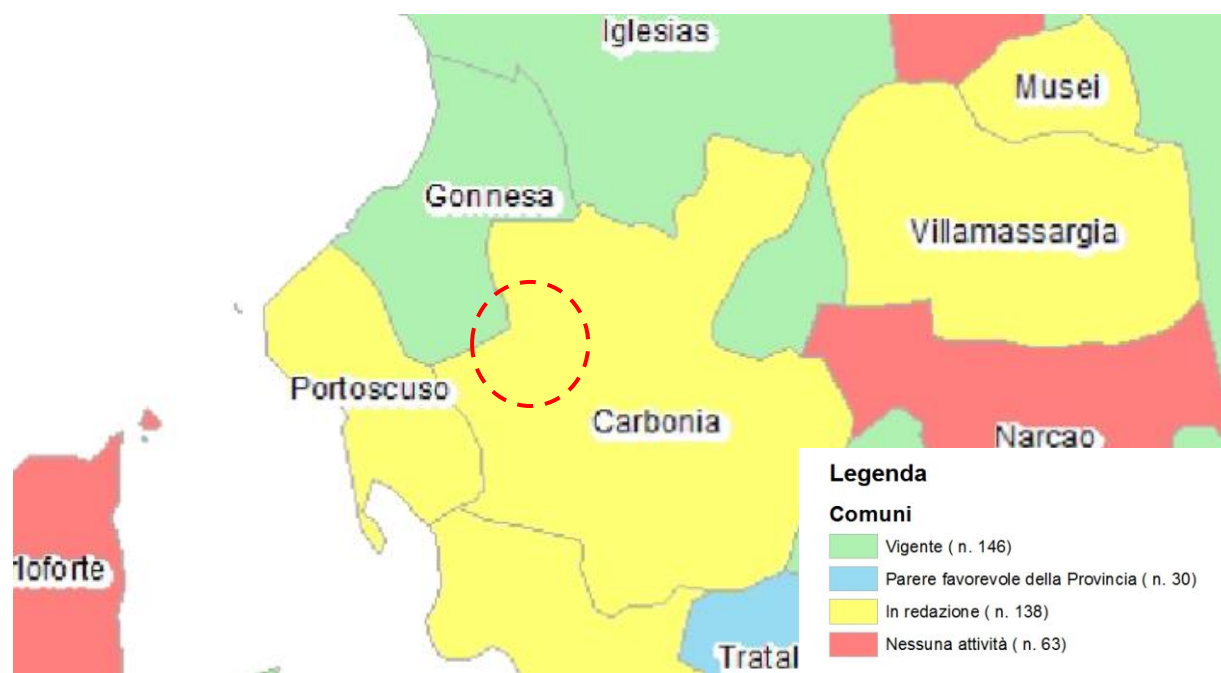 Iglesias
Musei
Gonnesa
Villamassargia
Portoscuso
Carbonia
Narcao
rloforte
Tratal
Legenda
Comuni
Vigente ( n. 146)
Parere favorevole della Provincia ( n. 30)
In redazione ( n. 138)
Nessuna attività ( n. 63)